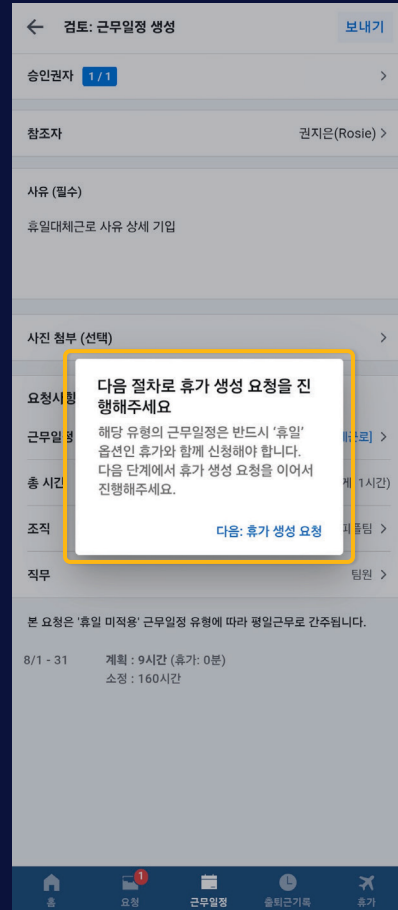 검토: 근무일정 생성
보내기
승인권자 1 / 1
참조자 권지은(Rosie)
사유 (필수)
휴일대체근로 사유 상세 기입
사진 첨부 (선택)
다음 절차로 휴가 생성 요청을 진
행해주세요
해당 유형의 근무일정은 반드시 ‘휴일’
옵션인 휴가와 함께 신청해야 합니다.
다음 단계에서 휴가 생성 요청을 이어서
진행해주세요.
다음: 휴가 생성 요청
요청사항
근무일정
총 시간 1시간)
조직
직무 팀원
본 요청은 ‘휴일 미적용’ 근무일정 유형에 따라 평일근무로 간주됩니다.
8/1 - 31 계획 : 9시간 (휴가: 0분)
소정 : 160시간
홈
1
요청
근무일정
출퇴근기록
휴가